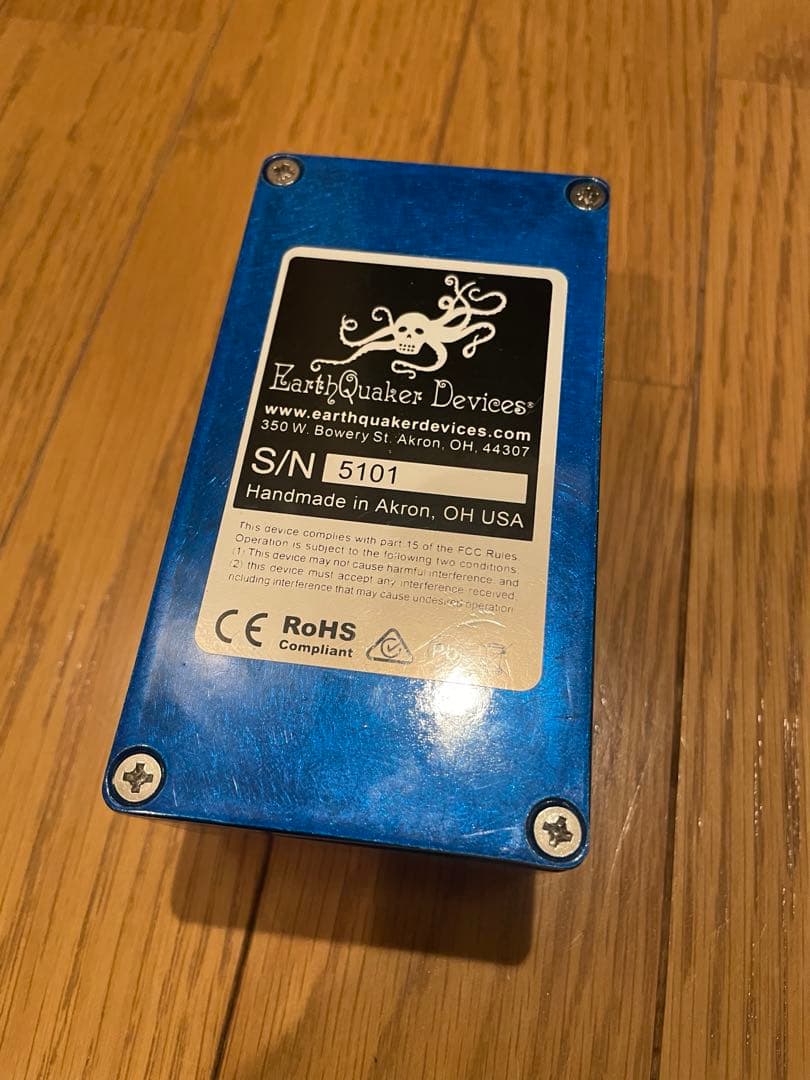 EarthQuaker Devices®
www.earthquakerdevices.com
350 W. Bowery St. Akron, OH, 44307
S/N 5101
Handmade in Akron, OH USA
This device complies with part 15 of the FCC Rules
Operation is subject to the following two conditions:
(1) This device may not cause harmful interference, and
(2) this device must accept any interference received,
including interference that may cause undesired operation
CE RoHS
Compliant
Pb